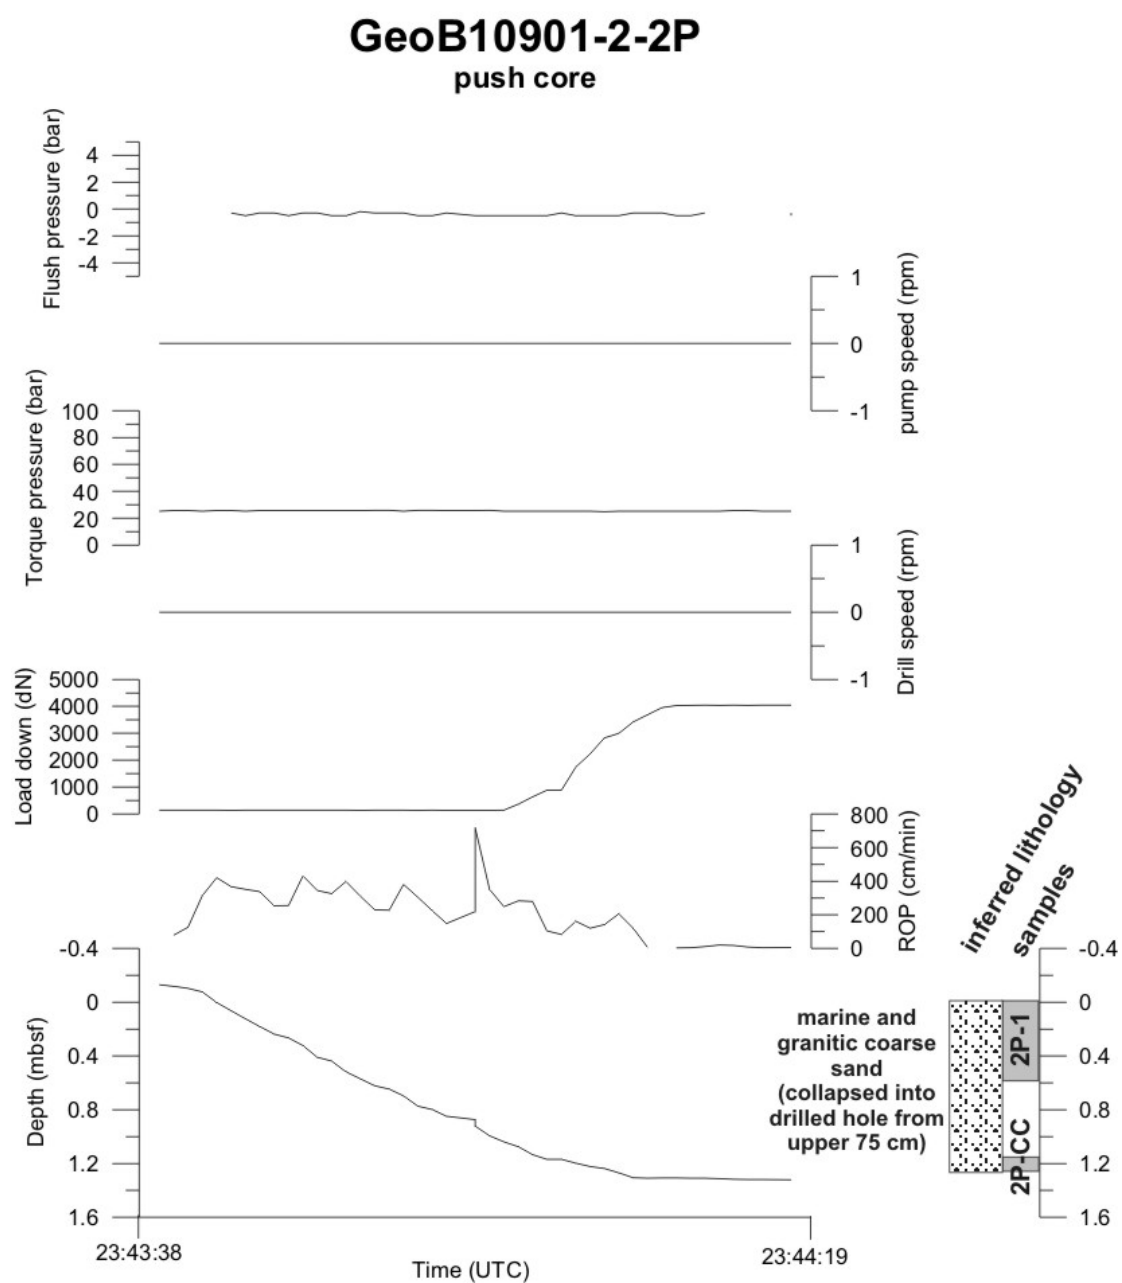 GeoB10901-2-2P
push core
Flush pressure (bar)
4
2
0
-2
-4
1
0
-1
pump speed (rpm)
Torque pressure (bar)
100
80
60
40
20
0
1
0
-1
Drill speed (rpm)
Load down (dN)
5000
4000
3000
2000
1000
0
800
600
400
200
0
ROP (cm/min)
inferred lithology
samples
Depth (mbsf)
-0.4
0
0.4
0.8
1.2
1.6
marine and
granitic coarse
sand
(collapsed into
drilled hole from
upper 75 cm)
2P-1
2P-CC
-0.4
0
0.4
0.8
1.2
1.6
23:43:38
23:44:19
Time (UTC)